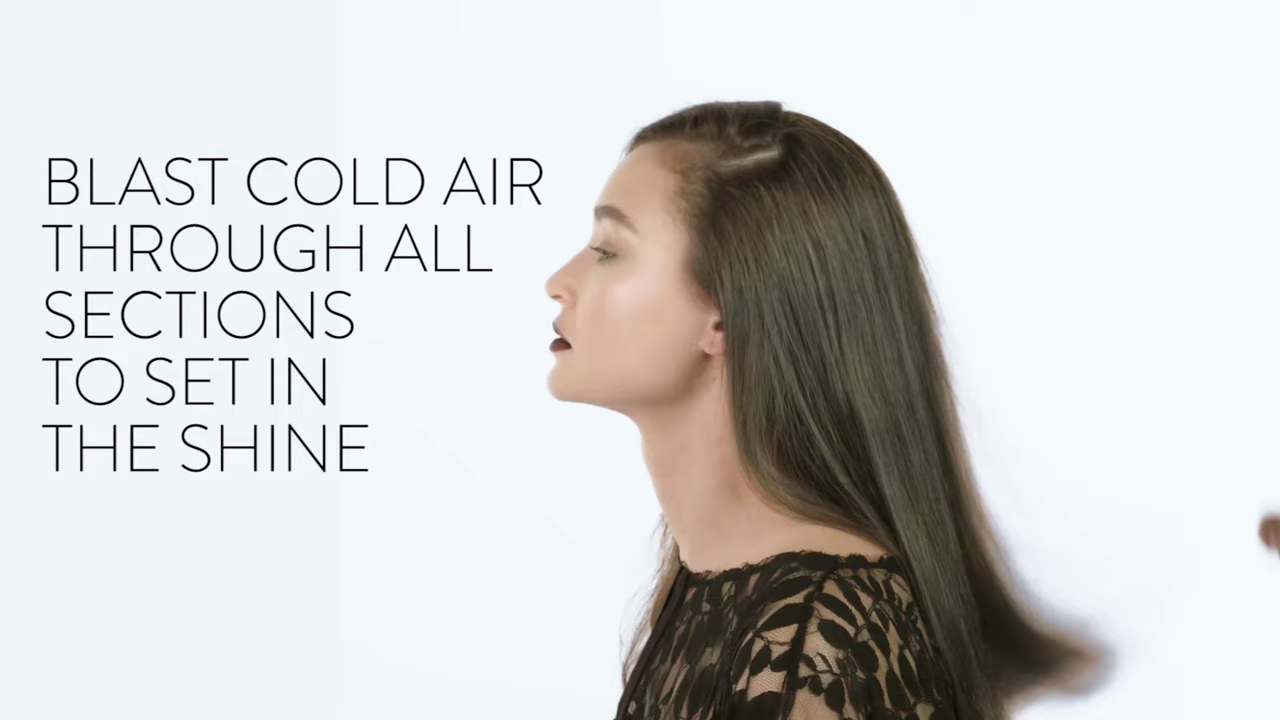 BLAST COLD AIR
THROUGH ALL
SECTIONS
TO SET IN
THE SHINE